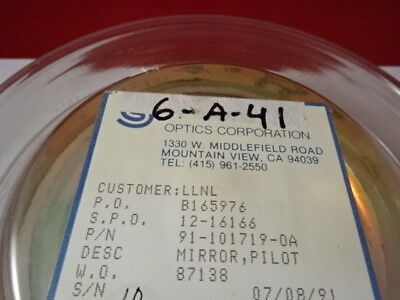 6-A-41
OPTICS CORPORATION
1330 W. MIDDLEFIELD ROAD
MOUNTAIN VIEW, CA 94039
TEL: (415) 961-2550
CUSTOMER:LLNL
P.O. B165976
S.P.O. 12-16166
P/N 91-101719-0A
DESC MIRROR,PILOT
W.O. 87138
S/N 10 07/08/91